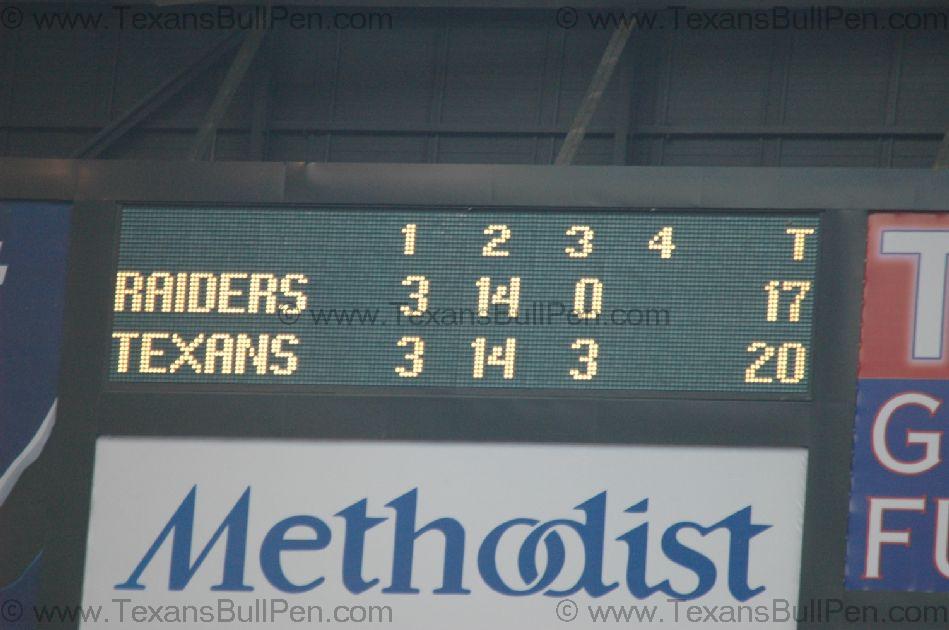 © www.TexansBullPen.com © www.TexansBullPen.com
1 2 3 4 T
RAIDERS 3 14 0 17
© www.TexansBullPen.com
TEXANS 3 14 3 20
T
G
FU
Methodist
© www.TexansBullPen.com © www.TexansBullPen.com